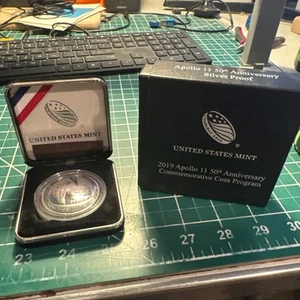 UNITED STATES MINT
Apollo 11 50th Anniversary
Silver Proof
UNITED STATES MINT
2019 Apollo 11 50th Anniversary
Commemorative Coin Program
23
24
25
27
28
29
30